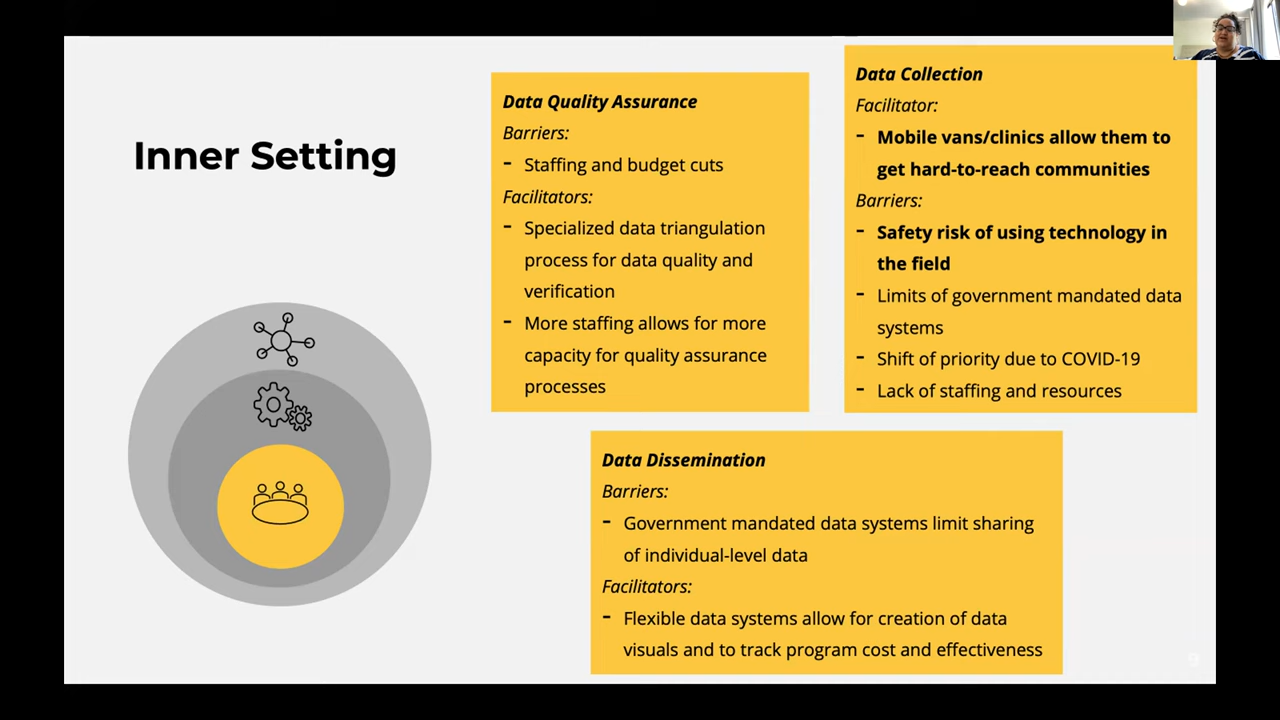 Inner Setting
Data Quality Assurance
Barriers:
- Staffing and budget cuts
Facilitators:
- Specialized data triangulation
process for data quality and
verification
- More staffing allows for more
capacity for quality assurance
processes
Data Collection
Facilitator:
- Mobile vans/clinics allow them to
get hard-to-reach communities
Barriers:
- Safety risk of using technology in
the field
- Limits of government mandated data
systems
- Shift of priority due to COVID-19
- Lack of staffing and resources
Data Dissemination
Barriers:
- Government mandated data systems limit sharing
of individual-level data
Facilitators:
- Flexible data systems allow for creation of data
visuals and to track program cost and effectiveness